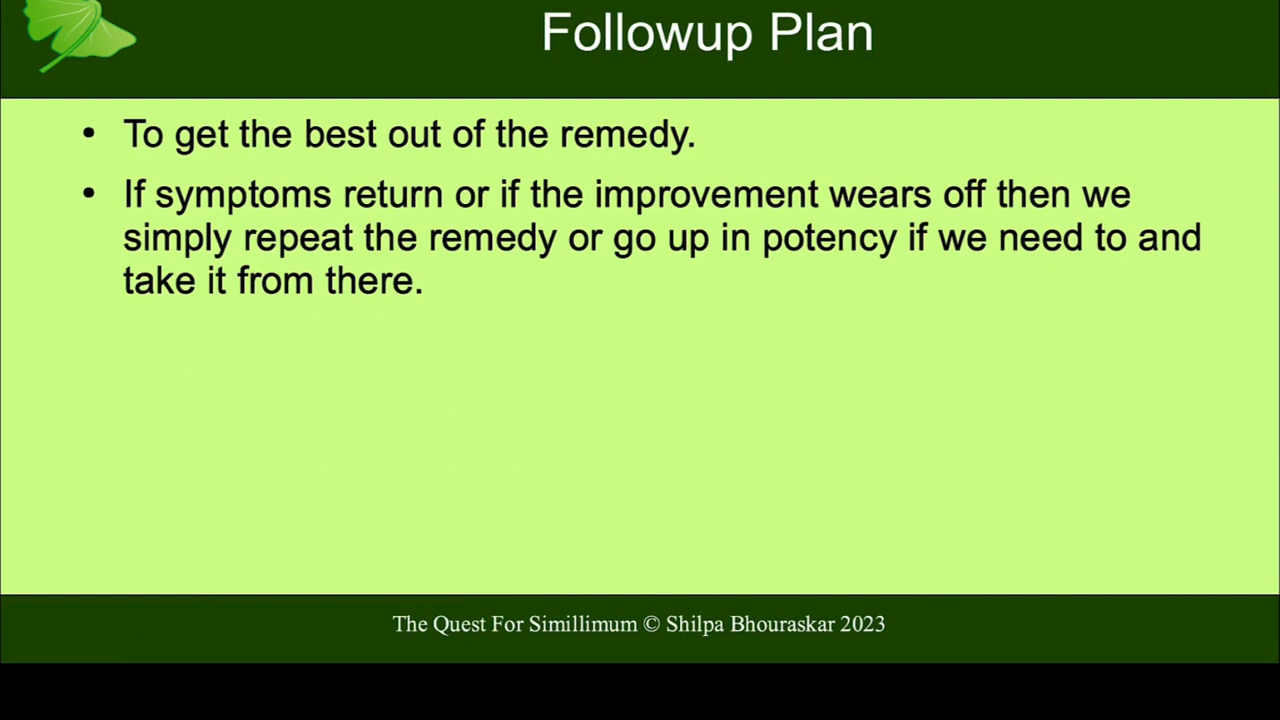 Followup Plan
• To get the best out of the remedy.
• If symptoms return or if the improvement wears off then we
simply repeat the remedy or go up in potency if we need to and
take it from there.
The Quest For Simillimum © Shilpa Bhouraskar 2023